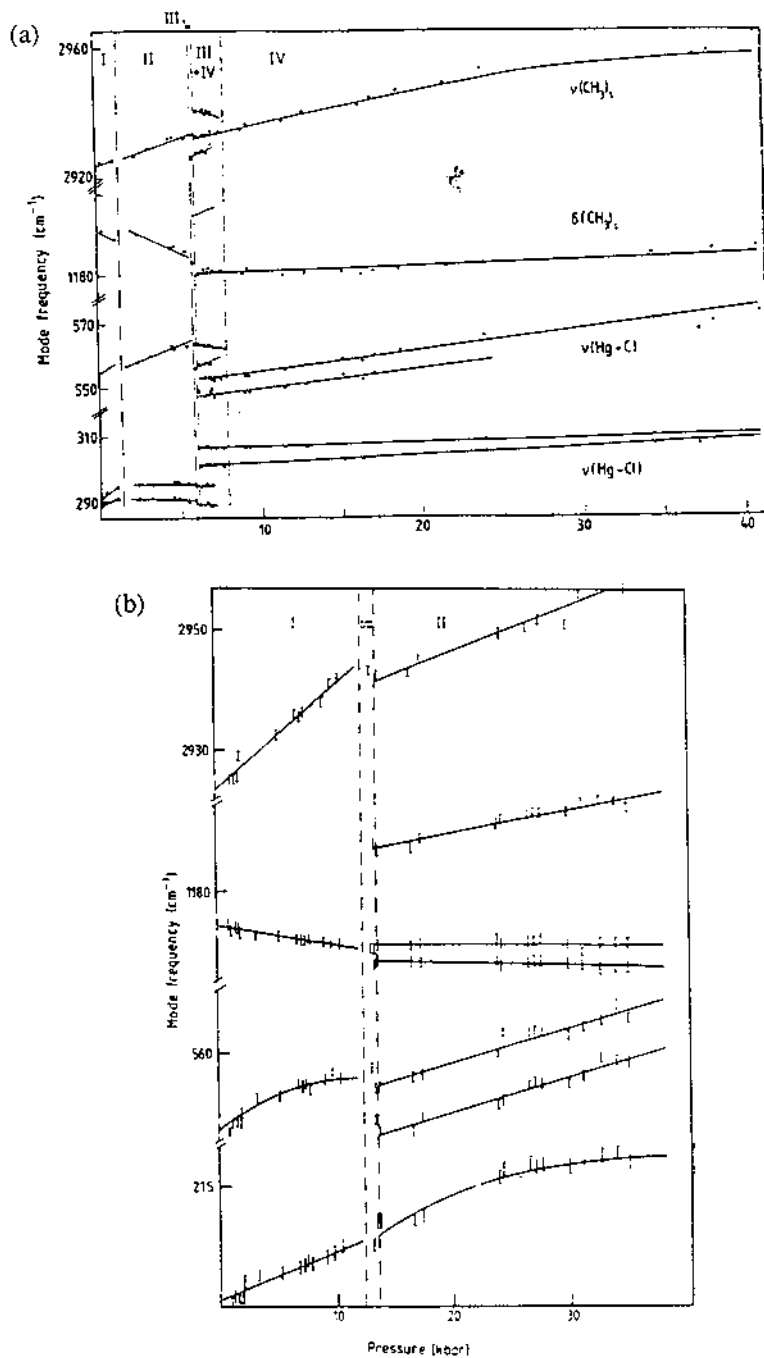 (a)
III
I II III + IV IV
2960
ν(CH₃)ₛ
2920
δ(CH₃)ₛ
1180
570
ν(Hg-C)
550
310
ν(Hg-Cl)
290
Mode frequency (cm⁻¹)
10 20 30 40
(b)
I II
2950
2930
1180
560
215
Mode frequency (cm⁻¹)
10 20 30
Pressure (kbar)